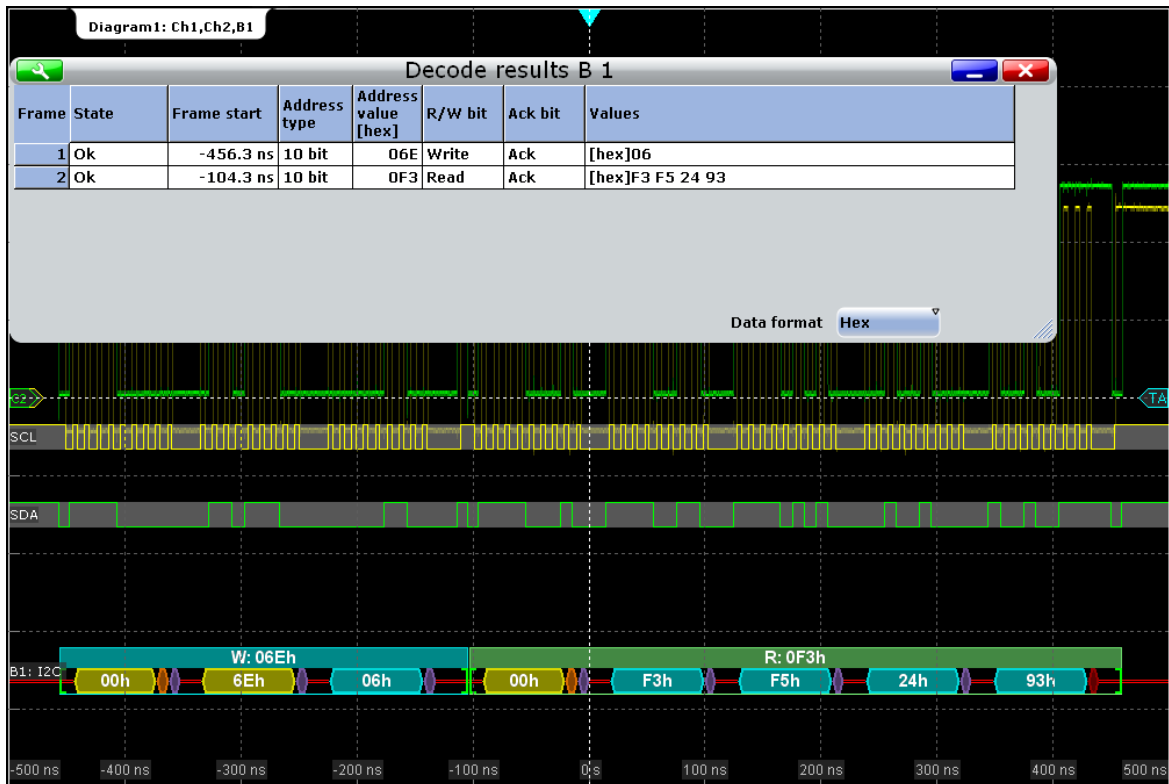 Diagram1: Ch1,Ch2,B1
Decode results B 1
Frame State Frame start Address type Address value [hex] R/W bit Ack bit Values
1 Ok -456.3 ns 10 bit 06E Write Ack [hex]06
2 Ok -104.3 ns 10 bit 0F3 Read Ack [hex]F3 F5 24 93
Data format Hex
C2 TA
SCL
SDA
W: 06Eh R: 0F3h
B1: I2C 00h 6Eh 06h 00h F3h F5h 24h 93h
-500 ns -400 ns -300 ns -200 ns -100 ns 0 s 100 ns 200 ns 300 ns 400 ns 500 ns